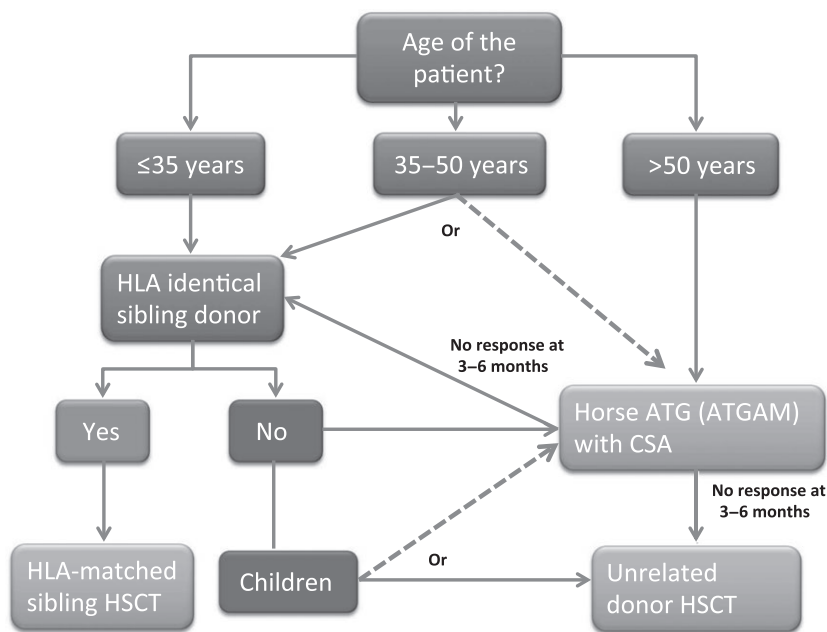 Age of the
patient?
≤35 years
35–50 years
>50 years
Or
HLA identical
sibling donor
No response at
3–6 months
Yes
No
Horse ATG (ATGAM)
with CSA
No response at
3–6 months
HLA-matched
sibling HSCT
Children
Or
Unrelated
donor HSCT